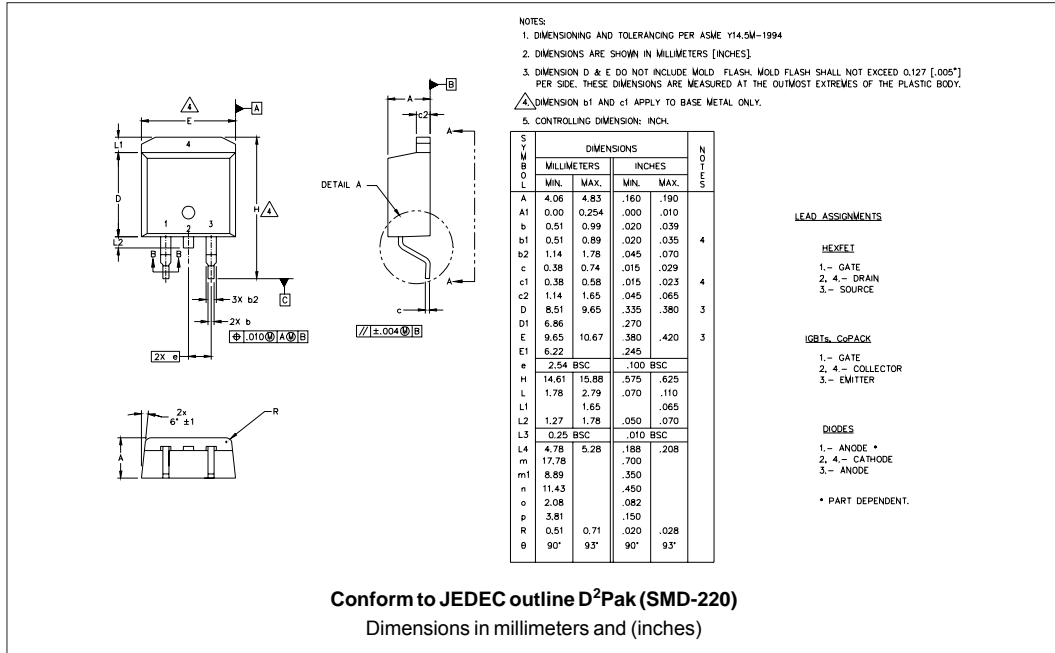 NOTES:
1. DIMENSIONING AND TOLERANCING PER ASME Y14.5M-1994
2. DIMENSIONS ARE SHOWN IN MILLIMETERS [INCHES].
3. DIMENSION D & E DO NOT INCLUDE MOLD FLASH. MOLD FLASH SHALL NOT EXCEED 0.127 [.005"]
PER SIDE. THESE DIMENSIONS ARE MEASURED AT THE OUTMOST EXTREMES OF THE PLASTIC BODY.
4. DIMENSION b1 AND c1 APPLY TO BASE METAL ONLY.
5. CONTROLLING DIMENSION: INCH.
4
A
E
L1
4
D
H
4
1
2
3
L2
B
B
3X b2
C
2X b
⌖ .010 Ⓜ A Ⓜ B
2X e
A
B
c2
A
DETAIL A
A
c
// ±.004 Ⓜ B
2x
6° ±1
R
A
SYMBOL DIMENSIONS NOTES
MILLIMETERS INCHES
MIN. MAX. MIN. MAX.
A 4.06 4.83 .160 .190
A1 0.00 0.254 .000 .010
b 0.51 0.99 .020 .039
b1 0.51 0.89 .020 .035 4
b2 1.14 1.78 .045 .070
c 0.38 0.74 .015 .029
c1 0.38 0.58 .015 .023 4
c2 1.14 1.65 .045 .065
D 8.51 9.65 .335 .380 3
D1 6.86 .270
E 9.65 10.67 .380 .420 3
E1 6.22 .245
e 2.54 BSC .100 BSC
H 14.61 15.88 .575 .625
L 1.78 2.79 .070 .110
L1 1.65 .065
L2 1.27 1.78 .050 .070
L3 0.25 BSC .010 BSC
L4 4.78 5.28 .188 .208
m 17.78 .700
m1 8.89 .350
n 11.43 .450
o 2.08 .082
p 3.81 .150
R 0.51 0.71 .020 .028
θ 90° 93° 90° 93°
LEAD ASSIGNMENTS
HEXFET
1.- GATE
2, 4.- DRAIN
3.- SOURCE
IGBTs, CoPACK
1.- GATE
2, 4.- COLLECTOR
3.- EMITTER
DIODES
1.- ANODE *
2, 4.- CATHODE
3.- ANODE
* PART DEPENDENT.
Conform to JEDEC outline D²Pak (SMD-220)
Dimensions in millimeters and (inches)